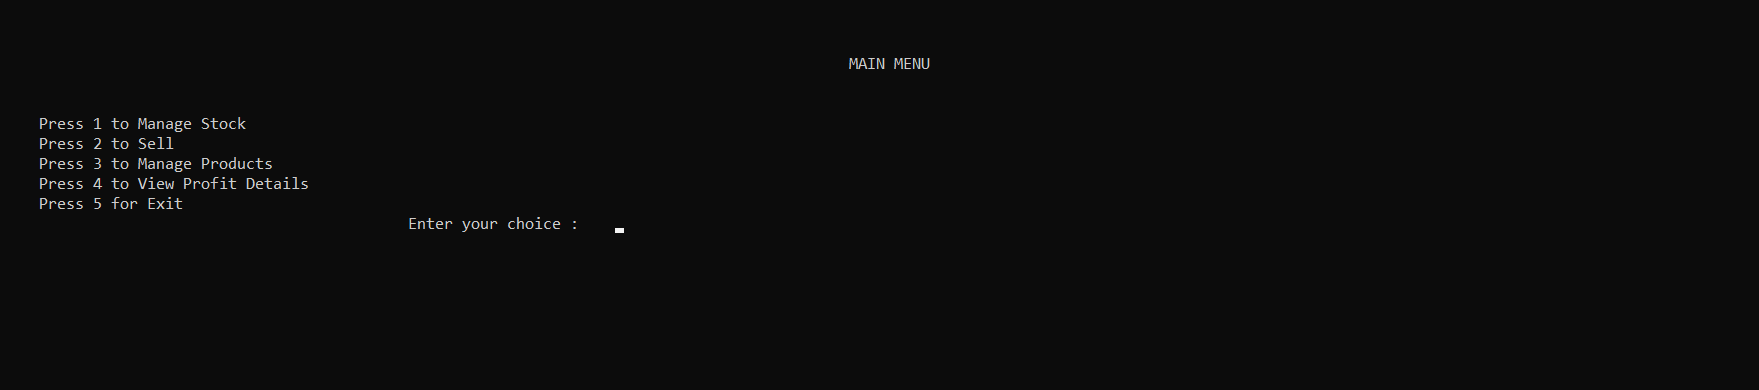 MAIN MENU
Press 1 to Manage Stock
Press 2 to Sell
Press 3 to Manage Products
Press 4 to View Profit Details
Press 5 for Exit
Enter your choice :